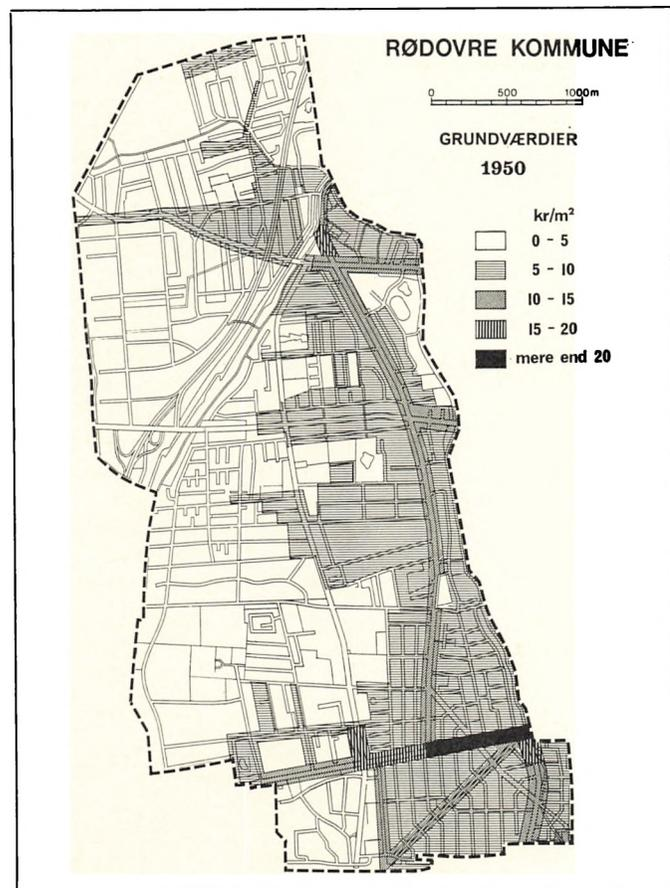 RØDOVRE KOMMUNE
0 500 1000m
GRUNDVÆRDIER
1950
kr/m²
0 - 5
5 - 10
10 - 15
15 - 20
mere end 20